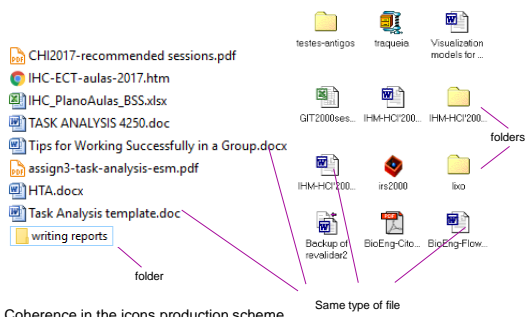 CHI2017-recommended sessions.pdf
IHC-ECT-aulas-2017.htm
IHC_PlanoAulas_BSS.xlsx
TASK ANALYSIS 4250.doc
Tips for Working Successfully in a Group.docx
assign3-task-analysis-esm.pdf
HTA.docx
Task Analysis template.doc
writing reports
folder
testes-antigos
traqueia
Visualization
models for ...
GIT2000ses...
IHM-HCI'200...
IHM-HCI'200...
folders
IHM-HCI'200...
irs2000
lixo
Backup of
revalidar2
BioEng-Cito...
BioEng-Flow...
Same type of file
Coherence in the icons production scheme